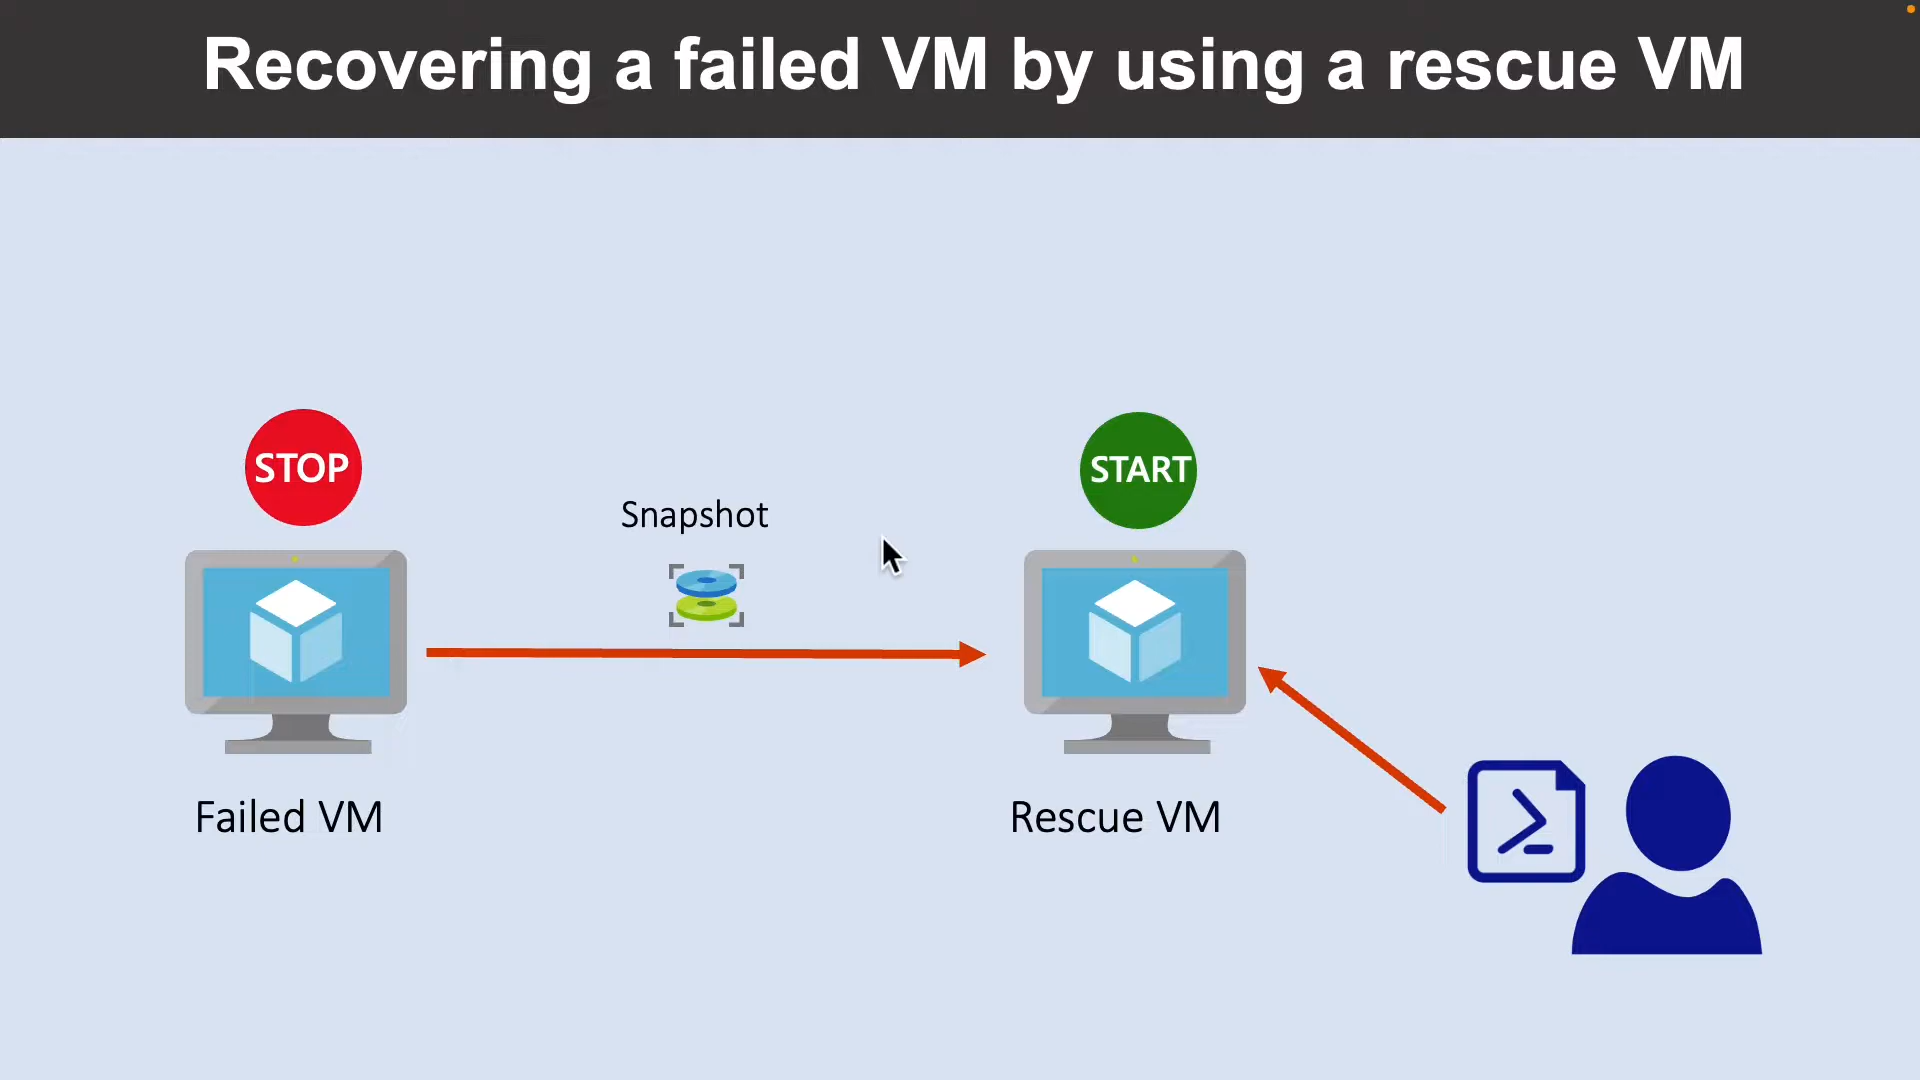 Recovering a failed VM by using a rescue VM
STOP
START
Snapshot
Failed VM
Rescue VM